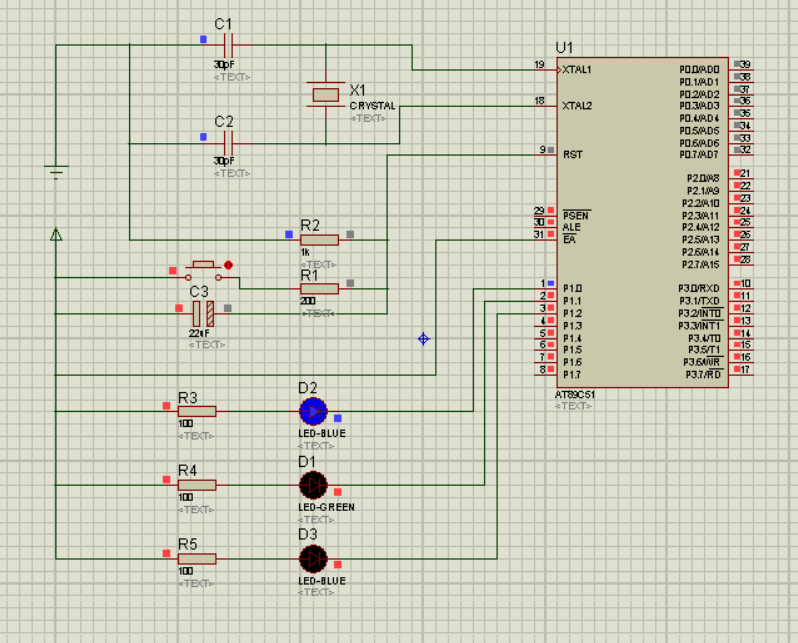 C1
30pF
<TEXT>
X1
CRYSTAL
<TEXT>
C2
30pF
<TEXT>
R2
1k
<TEXT>
R1
200
<TEXT>
C3
<TEXT>
R3
100
<TEXT>
D2
LED-BLUE
<TEXT>
R4
100
<TEXT>
D1
LED-GREEN
<TEXT>
R5
100
<TEXT>
D3
LED-BLUE
<TEXT>
U1
19 XTAL1
18 XTAL2
9 RST
29 PSEN
30 ALE
31 EA
1 P1.0
2 P1.1
3 P1.2
4 P1.3
5 P1.4
6 P1.5
7 P1.6
8 P1.7
P0.0/AD0 39
P0.1/AD1 38
P0.2/AD2 37
P0.3/AD3 36
P0.4/AD4 35
P0.5/AD5 34
P0.6/AD6 33
P0.7/AD7 32
P2.0/A8 21
P2.1/A9 22
P2.2/A10 23
P2.3/A11 24
P2.4/A12 25
P2.5/A13 26
P2.6/A14 27
P2.7/A15 28
P3.0/RXD 10
P3.1/TXD 11
P3.2/INT0 12
P3.3/INT1 13
P3.4/T0 14
P3.5/T1 15
P3.6/WR 16
P3.7/RD 17
AT89C51
<TEXT>